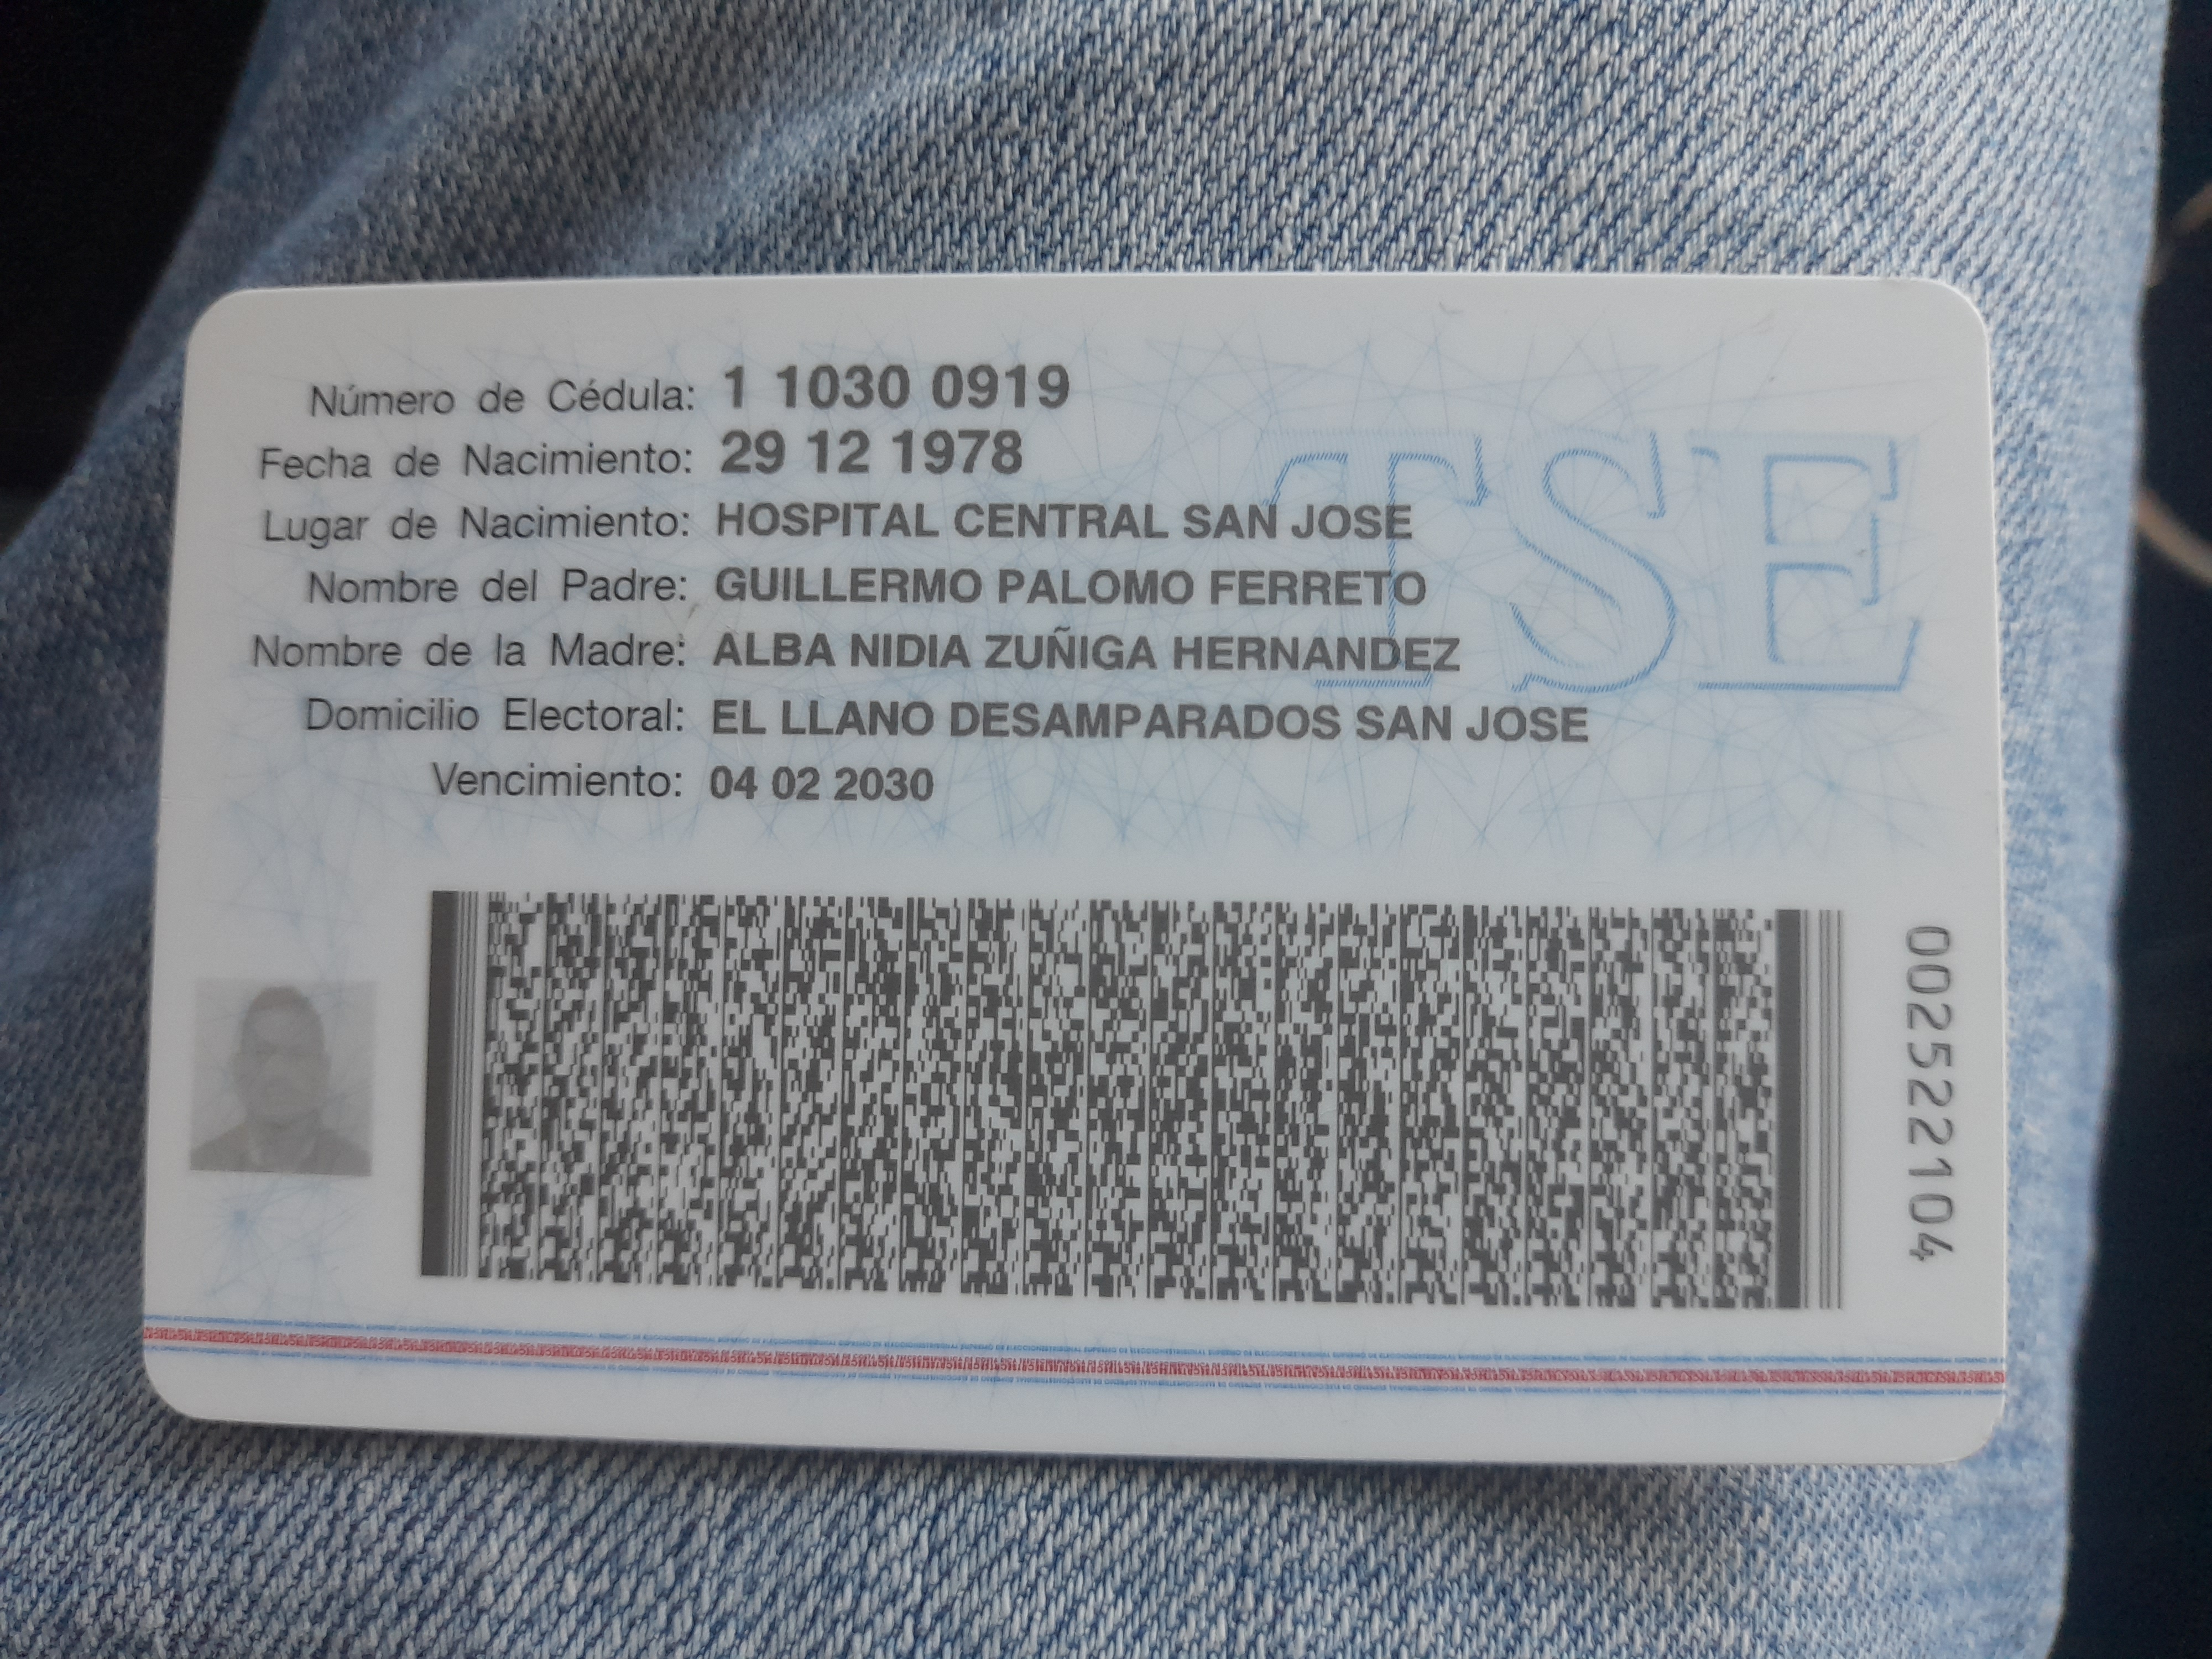 Número de Cédula: 1 1030 0919
Fecha de Nacimiento: 29 12 1978
Lugar de Nacimiento: HOSPITAL CENTRAL SAN JOSE
Nombre del Padre: GUILLERMO PALOMO FERRETO
Nombre de la Madre: ALBA NIDIA ZUÑIGA HERNANDEZ
Domicilio Electoral: EL LLANO DESAMPARADOS SAN JOSE
Vencimiento: 04 02 2030
TSE
002522104